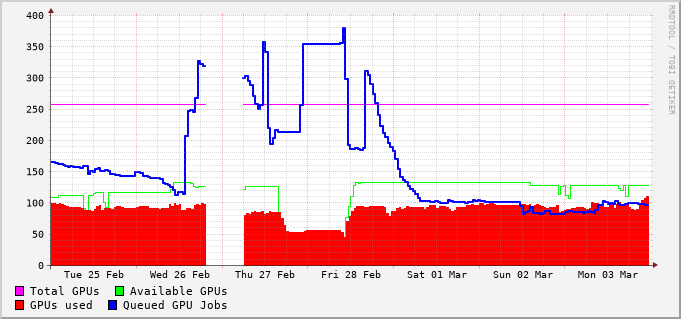 400
350
300
250
200
150
100
50
0
Tue 25 Feb Wed 26 Feb Thu 27 Feb Fri 28 Feb Sat 01 Mar Sun 02 Mar Mon 03 Mar
Total GPUs Available GPUs
GPUs used Queued GPU Jobs
RRDTOOL / TOBI OETIKER